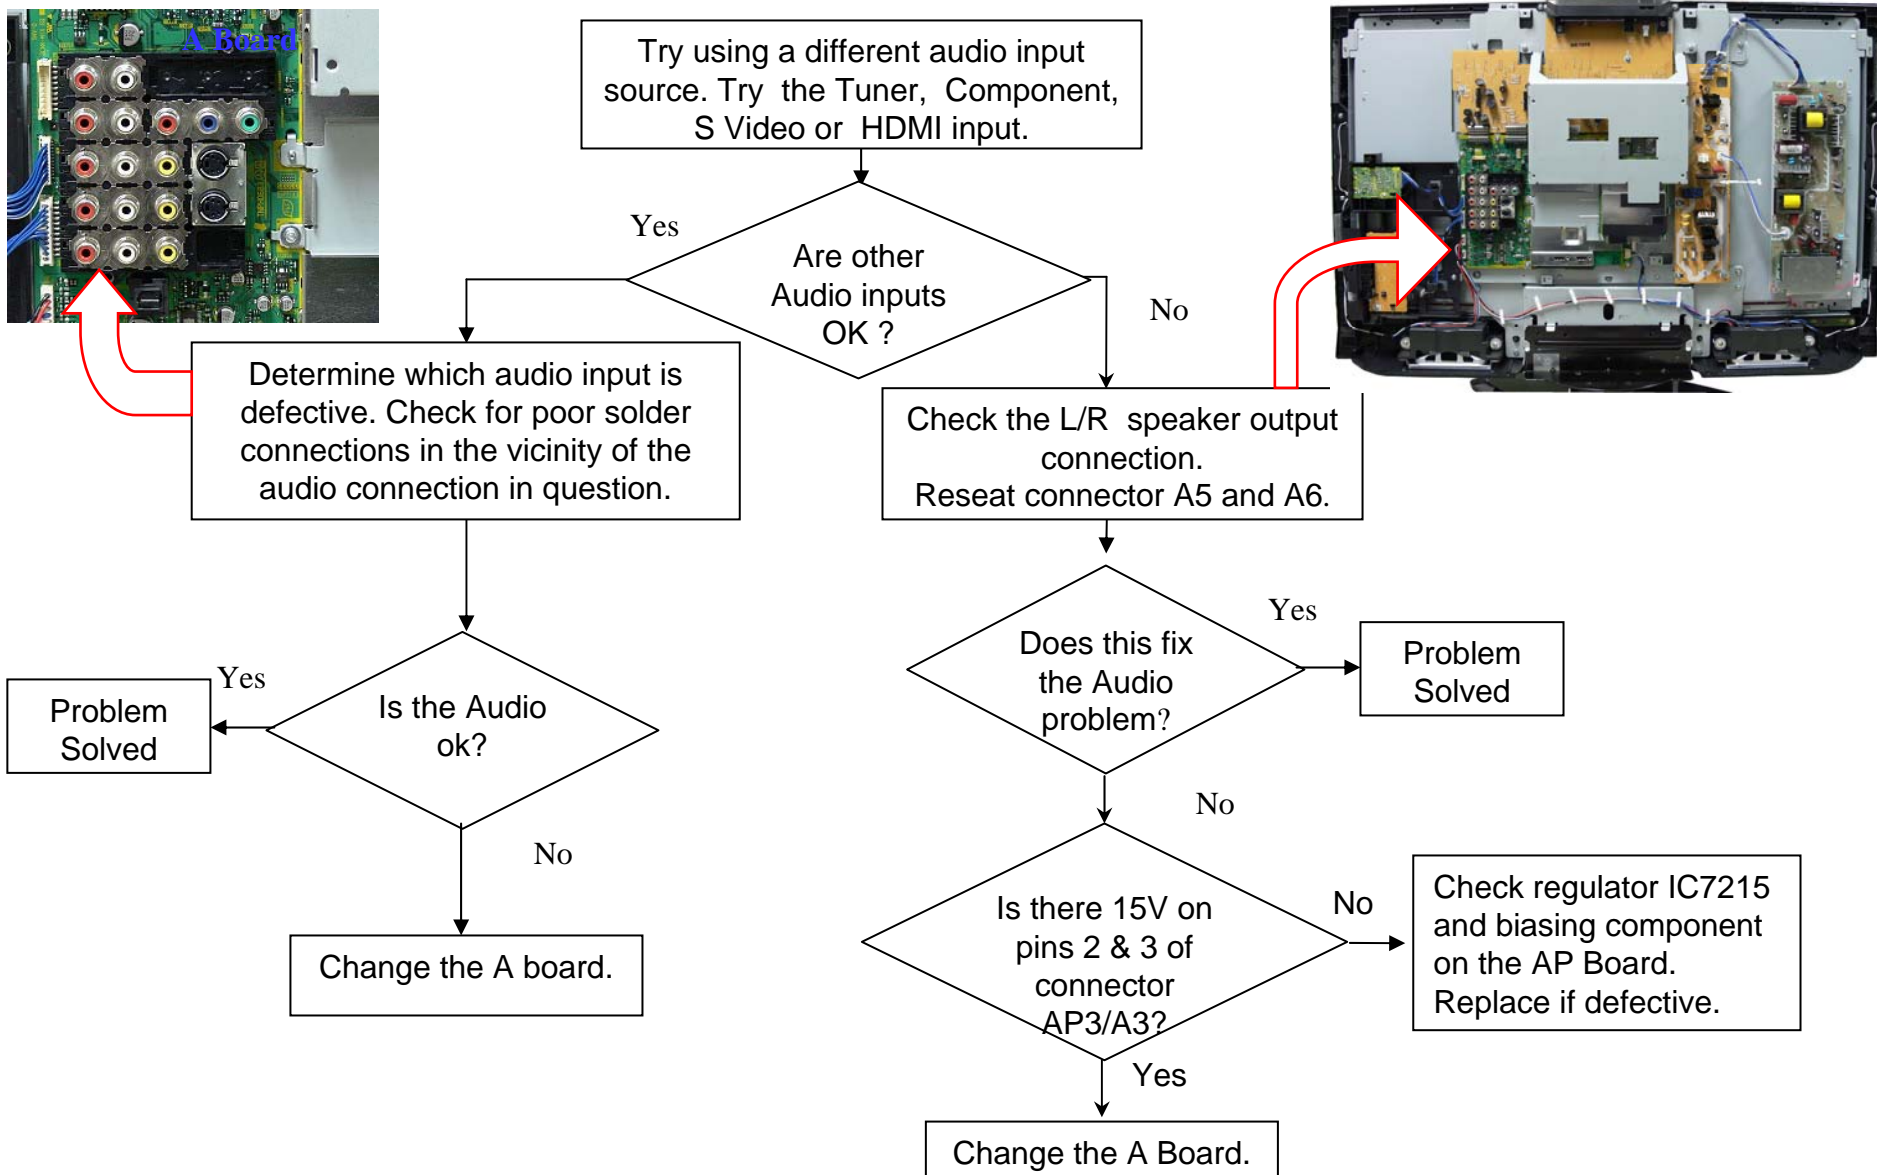 A Board
Try using a different audio input
source. Try the Tuner, Component,
S Video or HDMI input.
Yes
Are other
Audio inputs
OK ?
No
Determine which audio input is
defective. Check for poor solder
connections in the vicinity of the
audio connection in question.
Check the L/R speaker output
connection.
Reseat connector A5 and A6.
Yes
Is the Audio
ok?
Problem
Solved
No
Change the A board.
Does this fix
the Audio
problem?
Yes
Problem
Solved
No
Is there 15V on
pins 2 & 3 of
connector
AP3/A3?
No
Check regulator IC7215
and biasing component
on the AP Board.
Replace if defective.
Yes
Change the A Board.